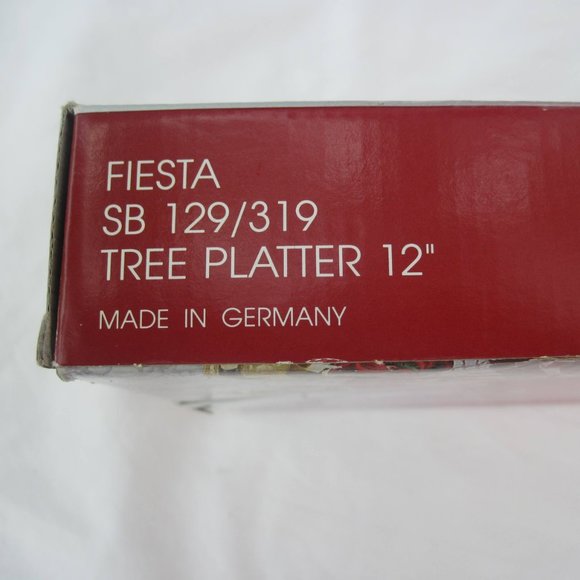 FIESTA
SB 129/319
TREE PLATTER 12"
MADE IN GERMANY